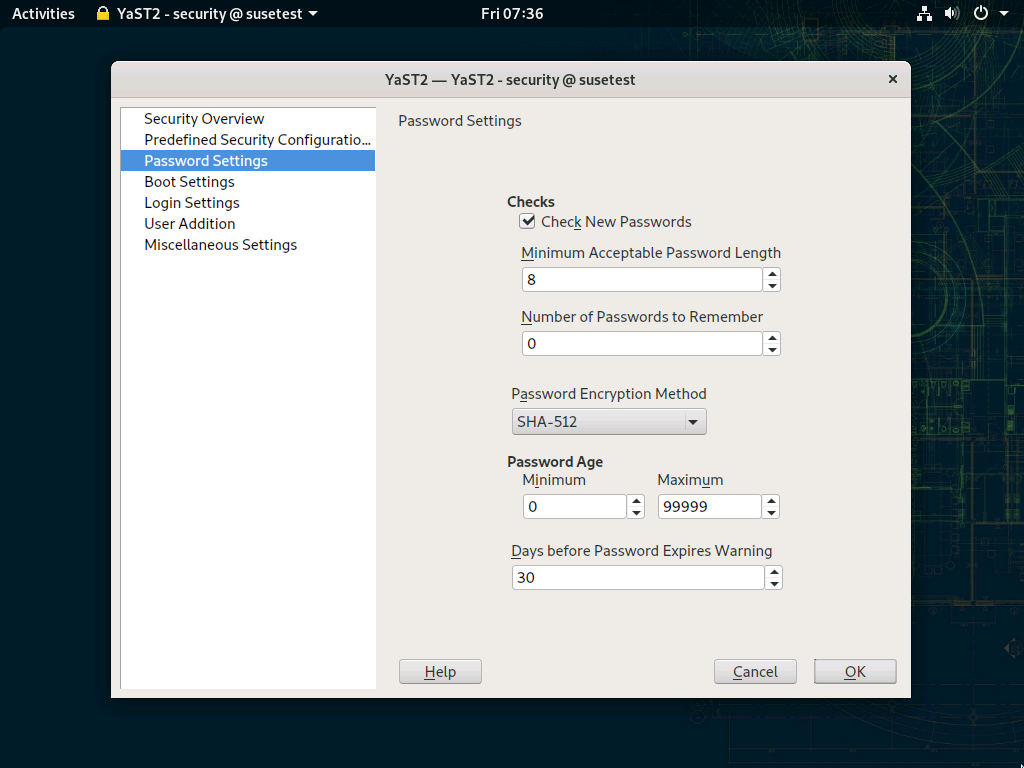 Activities YaST2 - security @ susetest Fri 07:36
YaST2 — YaST2 - security @ susetest
Security Overview
Predefined Security Configuratio...
Password Settings
Boot Settings
Login Settings
User Addition
Miscellaneous Settings
Password Settings
Checks
Check New Passwords
Minimum Acceptable Password Length
8
Number of Passwords to Remember
0
Password Encryption Method
SHA-512
Password Age
Minimum Maximum
0 99999
Days before Password Expires Warning
30
Help Cancel OK